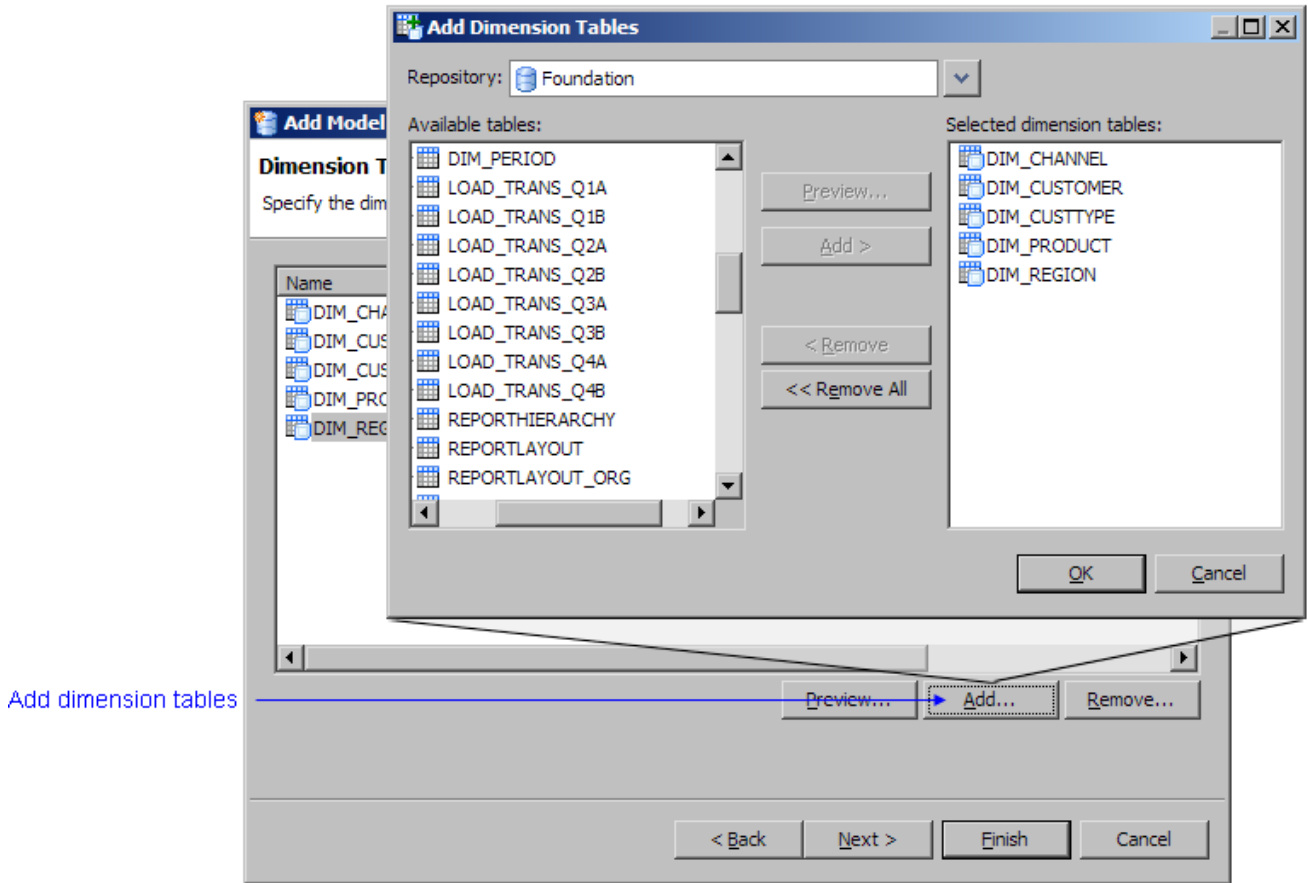 Add Dimension Tables
Repository: Foundation
Available tables:
DIM_PERIOD
LOAD_TRANS_Q1A
LOAD_TRANS_Q1B
LOAD_TRANS_Q2A
LOAD_TRANS_Q2B
LOAD_TRANS_Q3A
LOAD_TRANS_Q3B
LOAD_TRANS_Q4A
LOAD_TRANS_Q4B
REPORTHIERARCHY
REPORTLAYOUT
REPORTLAYOUT_ORG
Preview...
Add >
< Remove
<< Remove All
Selected dimension tables:
DIM_CHANNEL
DIM_CUSTOMER
DIM_CUSTTYPE
DIM_PRODUCT
DIM_REGION
OK Cancel
Add Model
Dimension T
Specify the dim
Name
DIM_CHA
DIM_CUS
DIM_CUS
DIM_PRO
DIM_REG
Add dimension tables
Preview... Add... Remove...
< Back Next > Finish Cancel